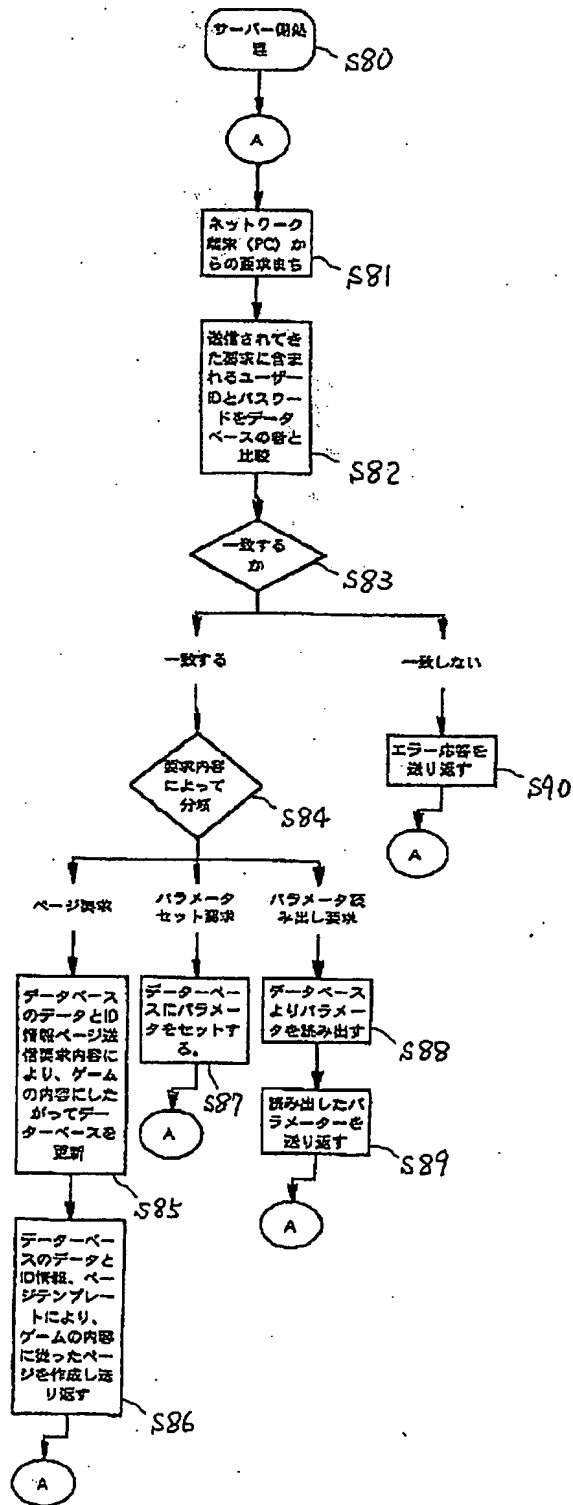 サーバー側処
理
S80
A
ネットワーク
端末（PC）か
らの要求まち
S81
送信されてき
た要求に含ま
れるユーザー
IDとパスワー
ドをデータ
ベースの容と
比較
S82
一致する
か
S83
一致する
一致しない
要求内容
によって
分岐
S84
エラー応答を
送り返す
S90
A
ページ要求
パラメータ
セット要求
パラメータ読
み出し要求
データベース
のデータとID
情報ページ送
信要求内容に
より、ゲーム
の内容にした
がってデー
ターベースを
更新
S85
データーベー
スにパラメー
タをセットす
る。
S87
A
データベース
よりパラメー
タを読み出す
S88
読み出したパ
ラメーターを
送り返す
S89
A
データーベー
スのデータと
ID情報、ペー
ジテンプレー
トにより、
ゲームの内容
に従ったペー
ジを作成し送
り返す
S86
A